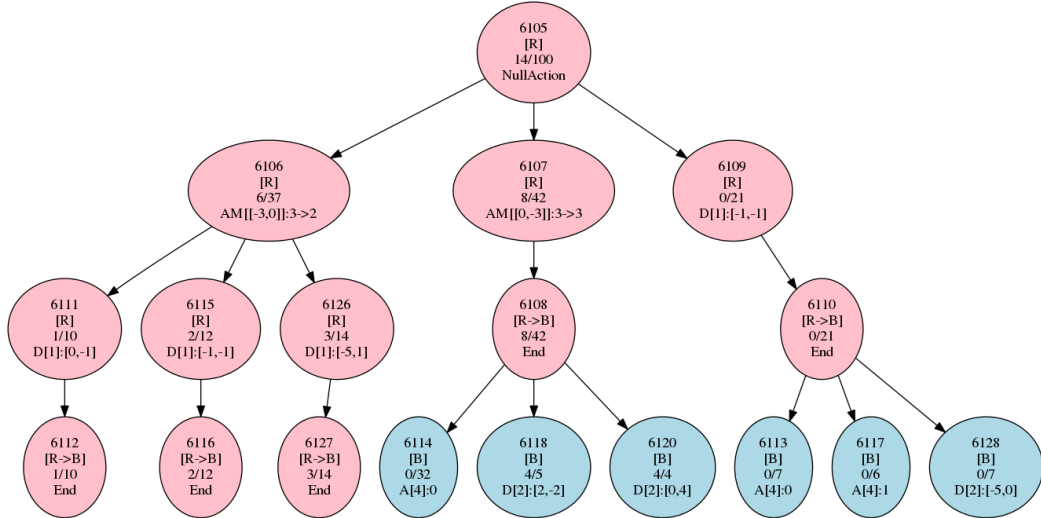 6105
[R]
14/100
NullAction
6106
[R]
6/37
AM[[-3,0]]:3->2
6107
[R]
8/42
AM[[0,-3]]:3->3
6109
[R]
0/21
D[1]:[-1,-1]
6111
[R]
1/10
D[1]:[0,-1]
6115
[R]
2/12
D[1]:[-1,-1]
6126
[R]
3/14
D[1]:[-5,1]
6108
[R->B]
8/42
End
6110
[R->B]
0/21
End
6112
[R->B]
1/10
End
6116
[R->B]
2/12
End
6127
[R->B]
3/14
End
6114
[B]
0/32
A[4]:0
6118
[B]
4/5
D[2]:[2,-2]
6120
[B]
4/4
D[2]:[0,4]
6113
[B]
0/7
A[4]:0
6117
[B]
0/6
A[4]:1
6128
[B]
0/7
D[2]:[-5,0]